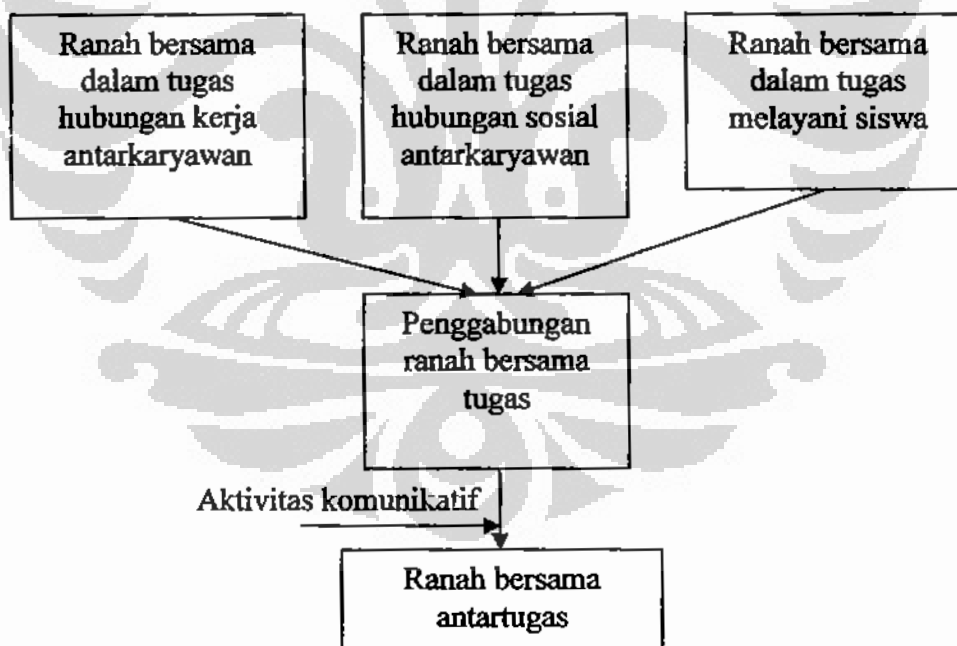 Ranah bersama
dalam tugas
hubungan kerja
antarkaryawan
Ranah bersama
dalam tugas
hubungan sosial
antarkaryawan
Ranah bersama
dalam tugas
melayani siswa
Penggabungan
ranah bersama
tugas
Aktivitas komunikatif
Ranah bersama
antartugas